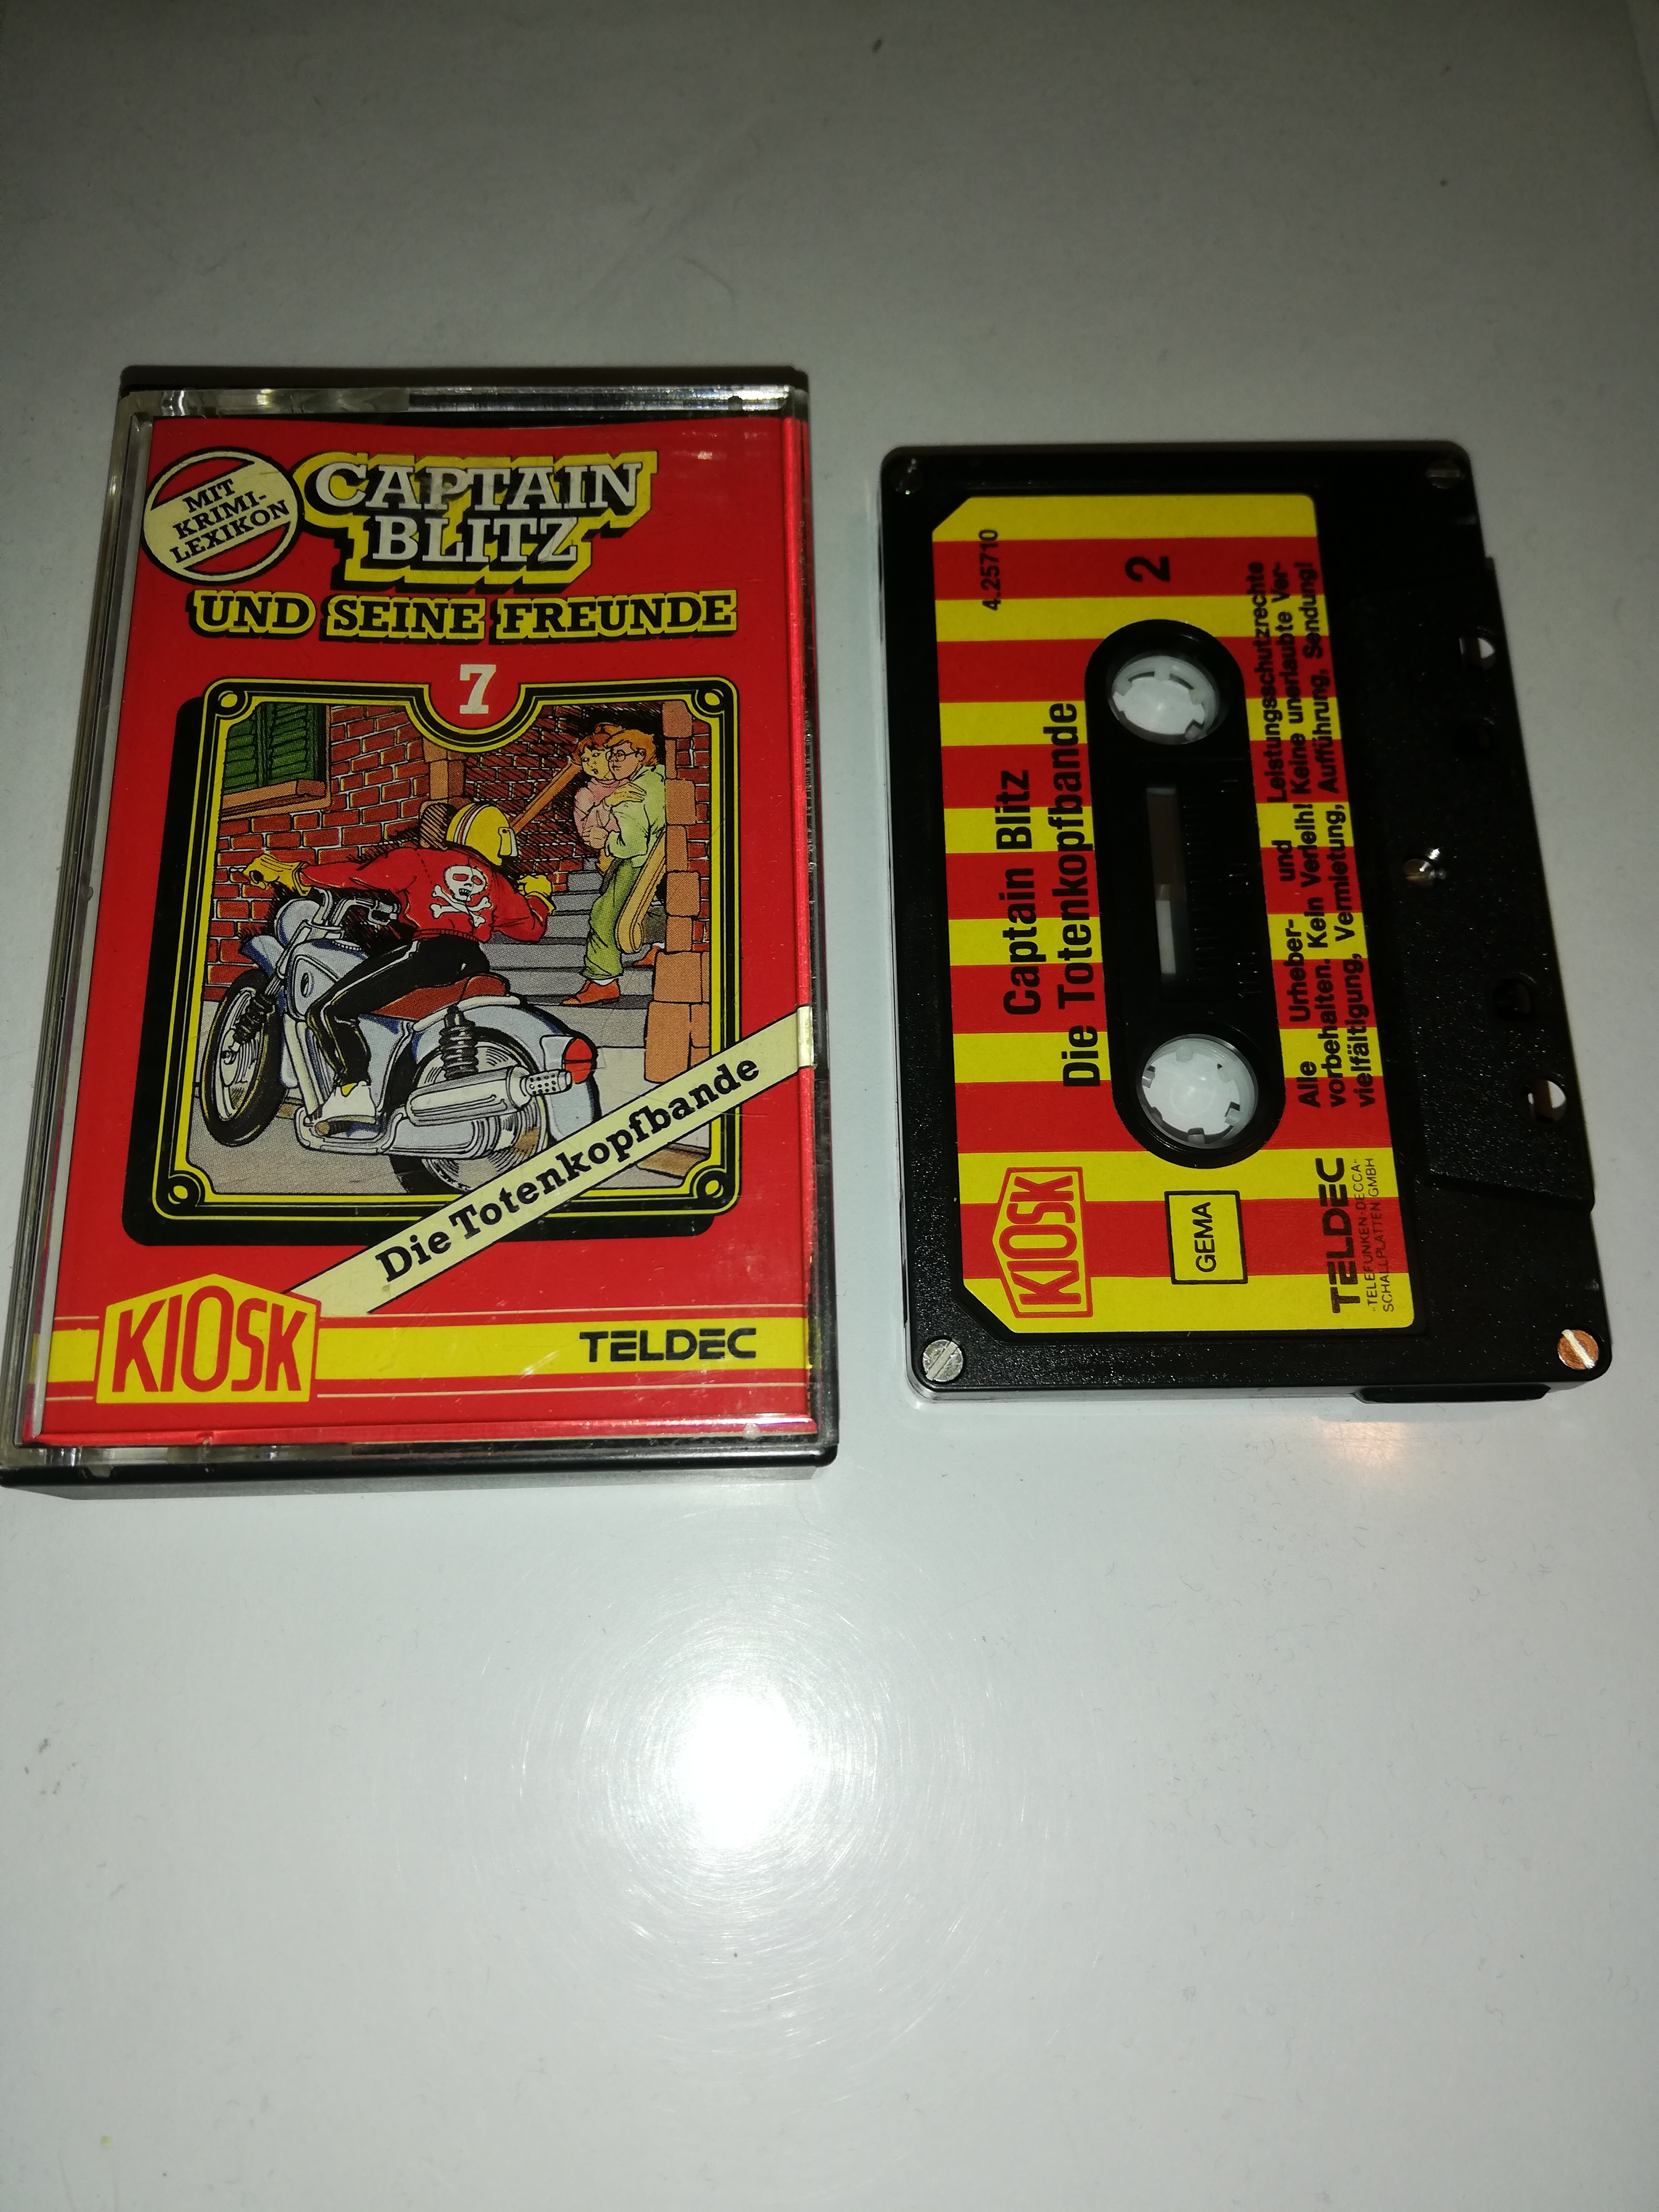 MIT
KRIMI-
LEXIKON
CAPTAIN
BLITZ
UND SEINE FREUNDE
7
Die Totenkopfbande
KIOSK
TELDEC
4.25710
2
Captain Blitz
Die Totenkopfbande
Alle Urheber- und Leistungsschutzrechte
vorbehalten. Kein Verleih! Keine unerlaubte Ver-
vielfältigung, Vermietung, Aufführung, Sendung!
KIOSK
GEMA
TELDEC
"TELEFUNKEN-DECCA-
SCHALLPLATTEN GMBH